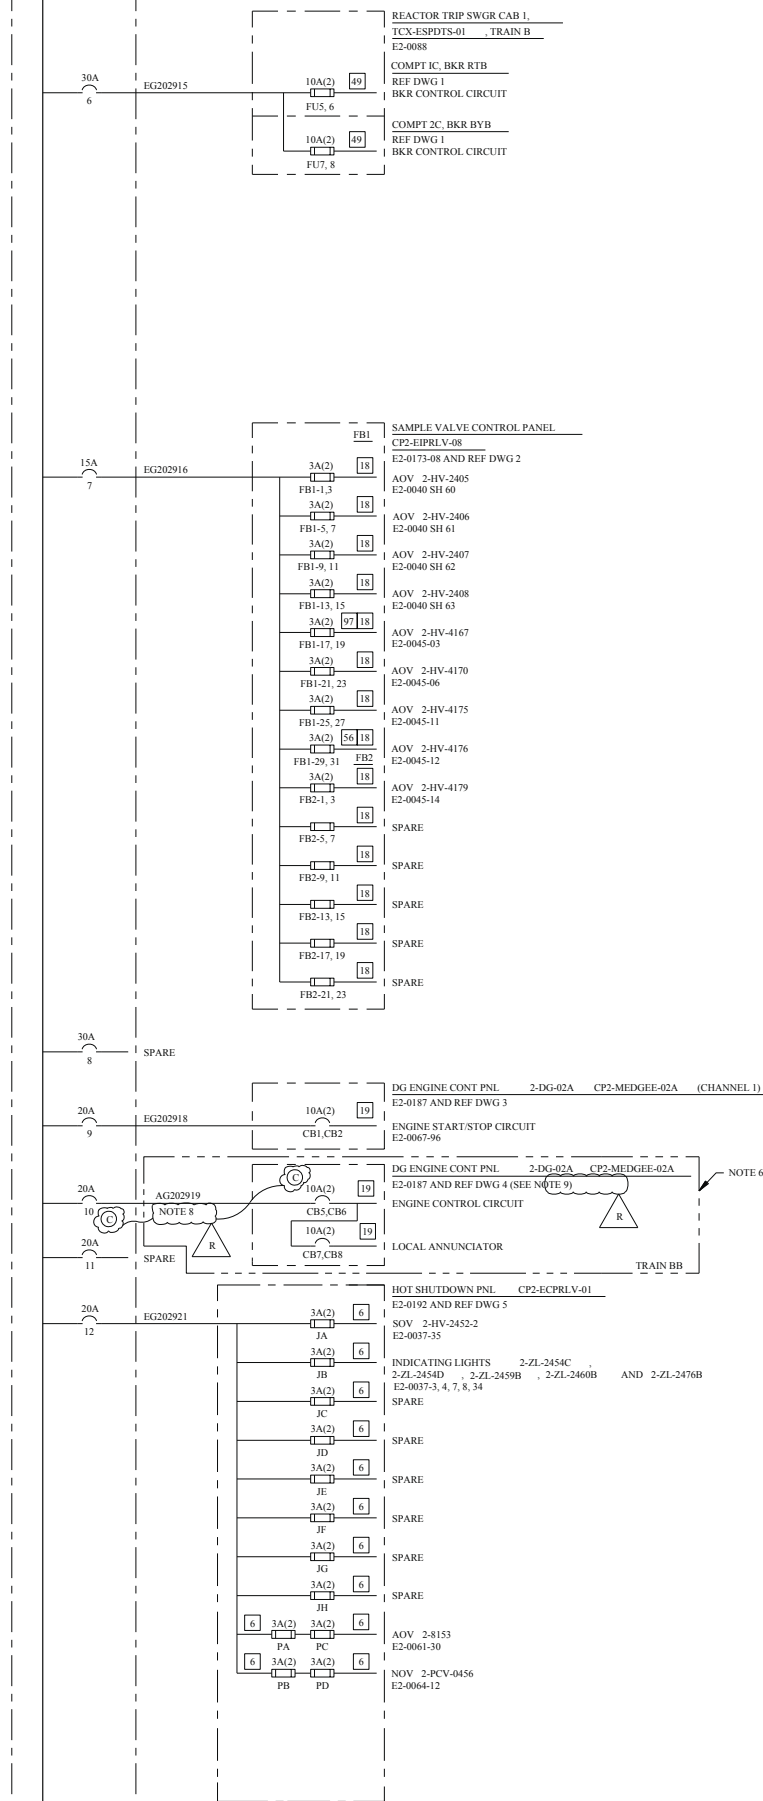 REACTOR TRIP SWGR CAB 1,
TCX-ESPDTS-01 , TRAIN B
E2-0088
COMPT IC, BKR RTB
30A
6
EG202915
10A(2)
49
FU5, 6
REF DWG 1
BKR CONTROL CIRCUIT
COMPT 2C, BKR BYB
10A(2)
49
FU7, 8
REF DWG 1
BKR CONTROL CIRCUIT
SAMPLE VALVE CONTROL PANEL
FB1
CP2-EIPRLV-08
E2-0173-08 AND REF DWG 2
15A
7
EG202916
3A(2)
18
FB1-1,3
AOV 2-HV-2405
E2-0040 SH 60
3A(2)
18
FB1-5, 7
AOV 2-HV-2406
E2-0040 SH 61
3A(2)
18
FB1-9, 11
AOV 2-HV-2407
E2-0040 SH 62
3A(2)
18
FB1-13, 15
AOV 2-HV-2408
E2-0040 SH 63
3A(2)
97 18
FB1-17, 19
AOV 2-HV-4167
E2-0045-03
3A(2)
18
FB1-21, 23
AOV 2-HV-4170
E2-0045-06
3A(2)
18
FB1-25, 27
AOV 2-HV-4175
E2-0045-11
3A(2)
56 18
FB1-29, 31
AOV 2-HV-4176
E2-0045-12
FB2
3A(2)
18
FB2-1, 3
AOV 2-HV-4179
E2-0045-14
18
FB2-5, 7
SPARE
18
FB2-9, 11
SPARE
18
FB2-13, 15
SPARE
18
FB2-17, 19
SPARE
18
FB2-21, 23
SPARE
30A
8
SPARE
DG ENGINE CONT PNL 2-DG-02A CP2-MEDGEE-02A (CHANNEL 1)
E2-0187 AND REF DWG 3
20A
9
EG202918
10A(2)
19
CB1,CB2
ENGINE START/STOP CIRCUIT
E2-0067-96
DG ENGINE CONT PNL 2-DG-02A CP2-MEDGEE-02A
NOTE 6
E2-0187 AND REF DWG 4 (SEE NOTE 9)
20A
10
C
AG202919
NOTE 8
R
C
10A(2)
19
CB5,CB6
ENGINE CONTROL CIRCUIT
R
10A(2)
19
CB7,CB8
LOCAL ANNUNCIATOR
20A
11
SPARE
TRAIN BB
HOT SHUTDOWN PNL CP2-ECPRLV-01
E2-0192 AND REF DWG 5
20A
12
EG202921
3A(2)
6
JA
SOV 2-HV-2452-2
E2-0037-35
3A(2)
6
JB
INDICATING LIGHTS 2-ZL-2454C ,
2-ZL-2454D , 2-ZL-2459B , 2-ZL-2460B AND 2-ZL-2476B
E2-0037-3, 4, 7, 8, 34
3A(2)
6
JC
SPARE
3A(2)
6
JD
SPARE
3A(2)
6
JE
SPARE
3A(2)
6
JF
SPARE
3A(2)
6
JG
SPARE
3A(2)
6
JH
SPARE
6
3A(2)
PA
3A(2)
PC
6
AOV 2-8153
E2-0061-30
6
3A(2)
PB
3A(2)
PD
6
NOV 2-PCV-0456
E2-0064-12